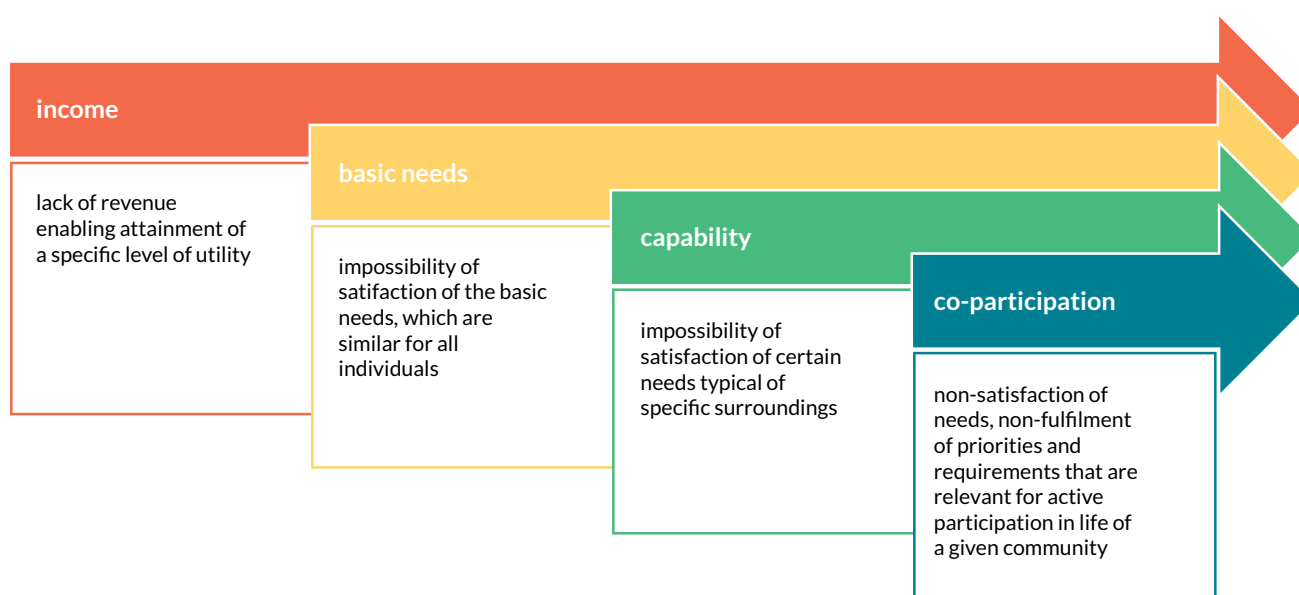 income
lack of revenue
enabling attainment of
a specific level of utility
basic needs
impossibility of
satifaction of the basic
needs, which are
similar for all
individuals
capability
impossibility of
satisfaction of certain
needs typical of
specific surroundings
co-participation
non-satisfaction of
needs, non-fulfilment
of priorities and
requirements that are
relevant for active
participation in life of
a given community